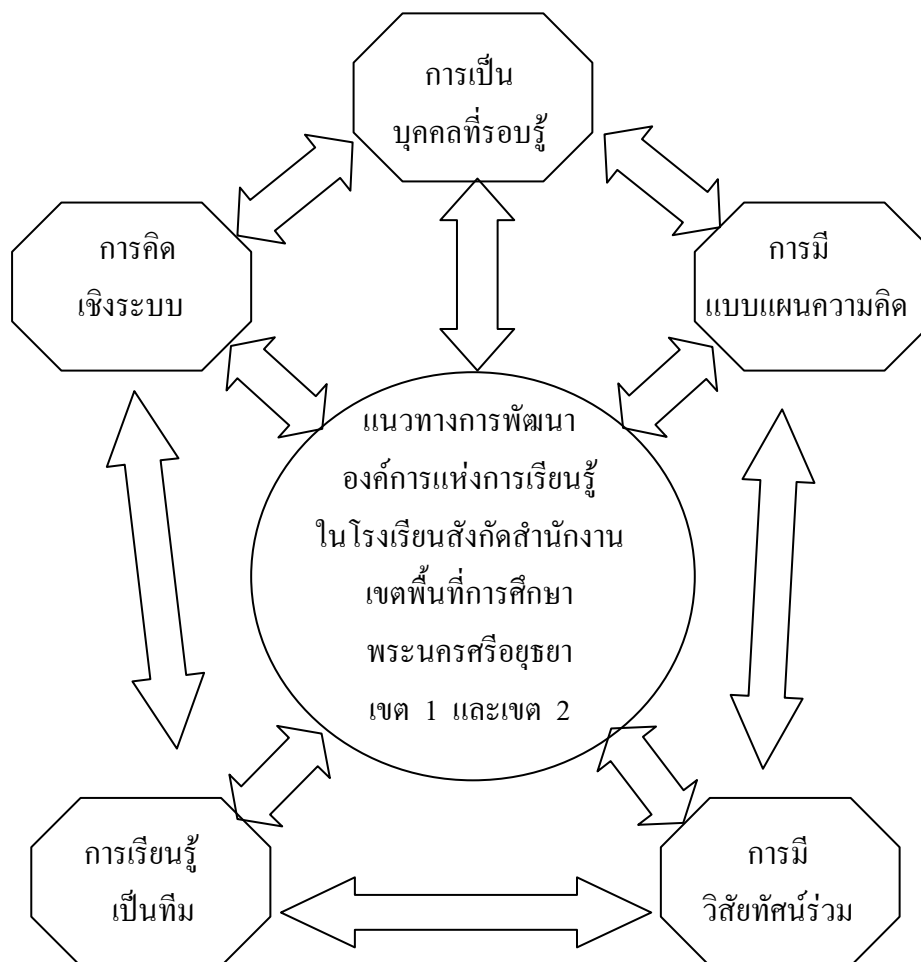 การเป็น
บุคคลที่รอบรู้
การคิด
เชิงระบบ
การมี
แบบแผนความคิด
แนวทางการพัฒนา
องค์การแห่งการเรียนรู้
ในโรงเรียนสังกัดสำนักงาน
เขตพื้นที่การศึกษา
พระนครศรีอยุธยา
เขต 1 และเขต 2
การเรียนรู้
เป็นทีม
การมี
วิสัยทัศน์ร่วม